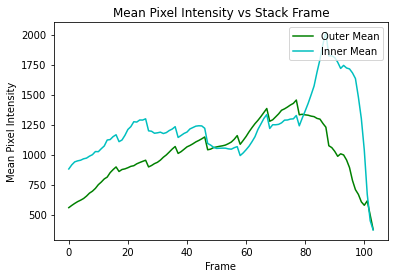 Mean Pixel Intensity vs Stack Frame
Outer Mean
Inner Mean
Mean Pixel Intensity
2000
1750
1500
1250
1000
750
500
0 20 40 60 80 100
Frame